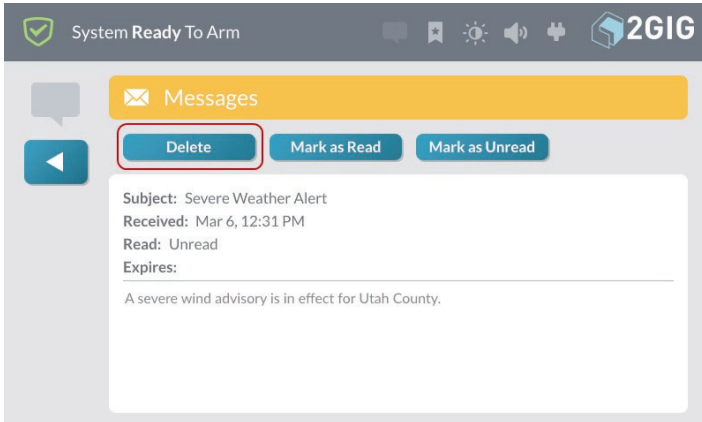 System Ready To Arm
2GIG
Messages
Delete Mark as Read Mark as Unread
Subject: Severe Weather Alert
Received: Mar 6, 12:31 PM
Read: Unread
Expires:
A severe wind advisory is in effect for Utah County.